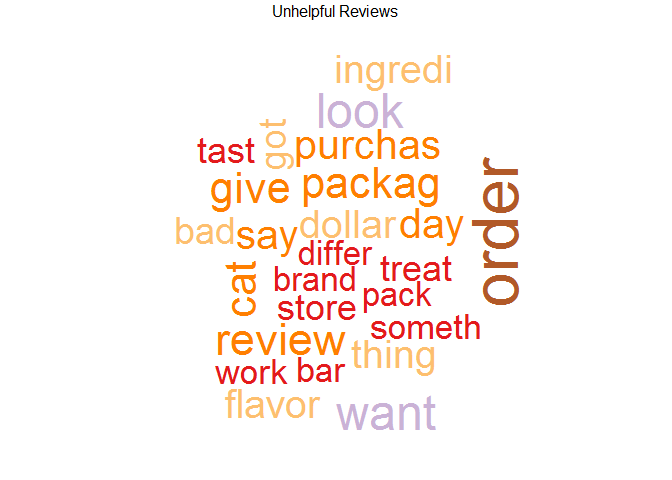 Unhelpful Reviews
ingredi
look
got
tast
purchas
give
packag
order
bad
say
dollar
day
differ
cat
brand
treat
store
pack
someth
review
thing
work
bar
flavor
want